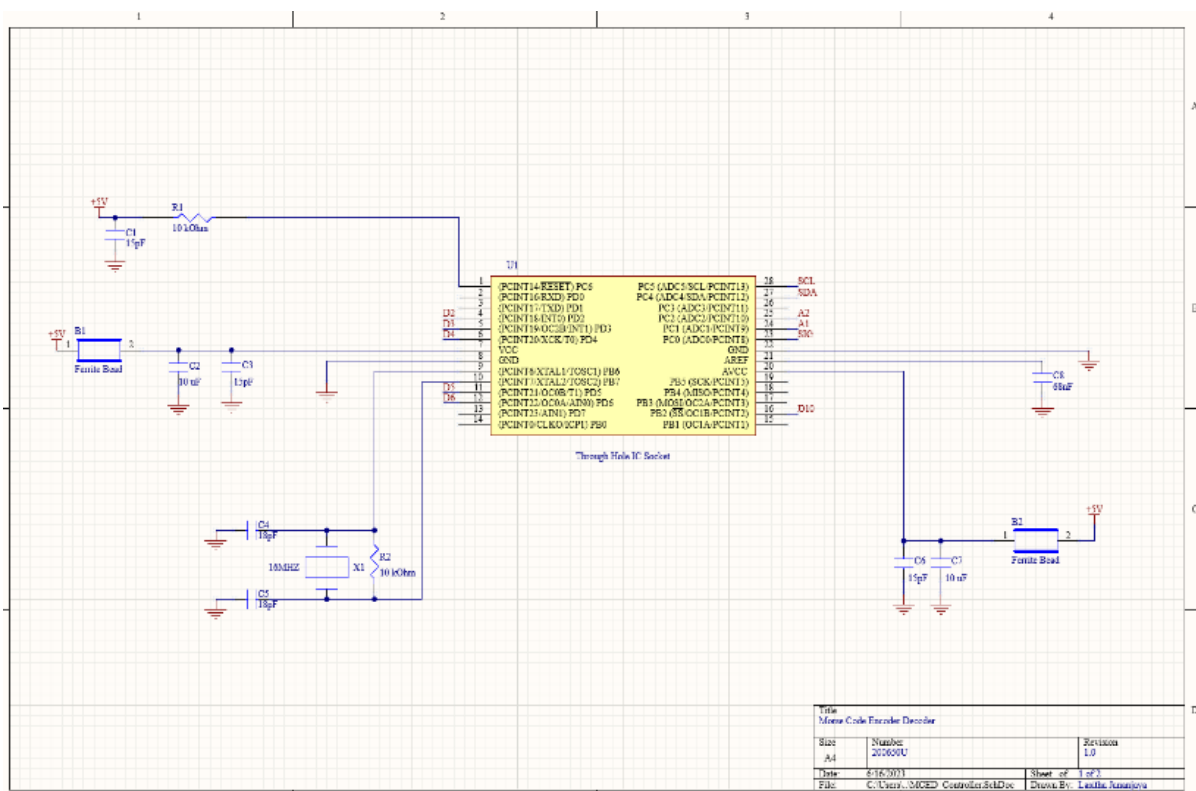 1 2 3 4
A
B
C
D
+5V
R1
10 kOhm
C1
15pF
U1
1 (PCINT14/RESET) PC6
2 (PCINT16/RXD) PD0
3 (PCINT17/TXD) PD1
D2 4 (PCINT18/INT0) PD2
D3 5 (PCINT19/OC2B/INT1) PD3
D4 6 (PCINT20/XCK/T0) PD4
7 VCC
8 GND
9 (PCINT6/XTAL1/TOSC1) PB6
10 (PCINT7/XTAL2/TOSC2) PB7
D5 11 (PCINT21/OC0B/T1) PD5
D6 12 (PCINT22/OC0A/AIN0) PD6
13 (PCINT23/AIN1) PD7
14 (PCINT0/CLKO/ICP1) PB0
PC5 (ADC5/SCL/PCINT13) 28 SCL
PC4 (ADC4/SDA/PCINT12) 27 SDA
PC3 (ADC3/PCINT11) 26
PC2 (ADC2/PCINT10) 25 A2
PC1 (ADC1/PCINT9) 24 A1
PC0 (ADC0/PCINT8) 23
GND 22
AREF 21
AVCC 20
PB5 (SCK/PCINT5) 19
PB4 (MISO/PCINT4) 18
PB3 (MOSI/OC2A/PCINT3) 17
PB2 (SS/OC1B/PCINT2) 16 D10
PB1 (OC1A/PCINT1) 15
Through Hole IC Socket
+5V
B1
1 2
Ferrite Bead
C2
10 uF
C3
15pF
C8
68nF
C4
18pF
16MHZ X1
R2
10 kOhm
C5
18pF
+5V
B2
1 2
Ferrite Bead
C6
15pF
C7
10 uF
Title
Morse Code Encoder Decoder
Size Number Revision
A4 200650U 1.0
Date: 6/16/2023 Sheet of 1 of 2
File: C:\Users\..\MCED_Controller.SchDoc Drawn By: